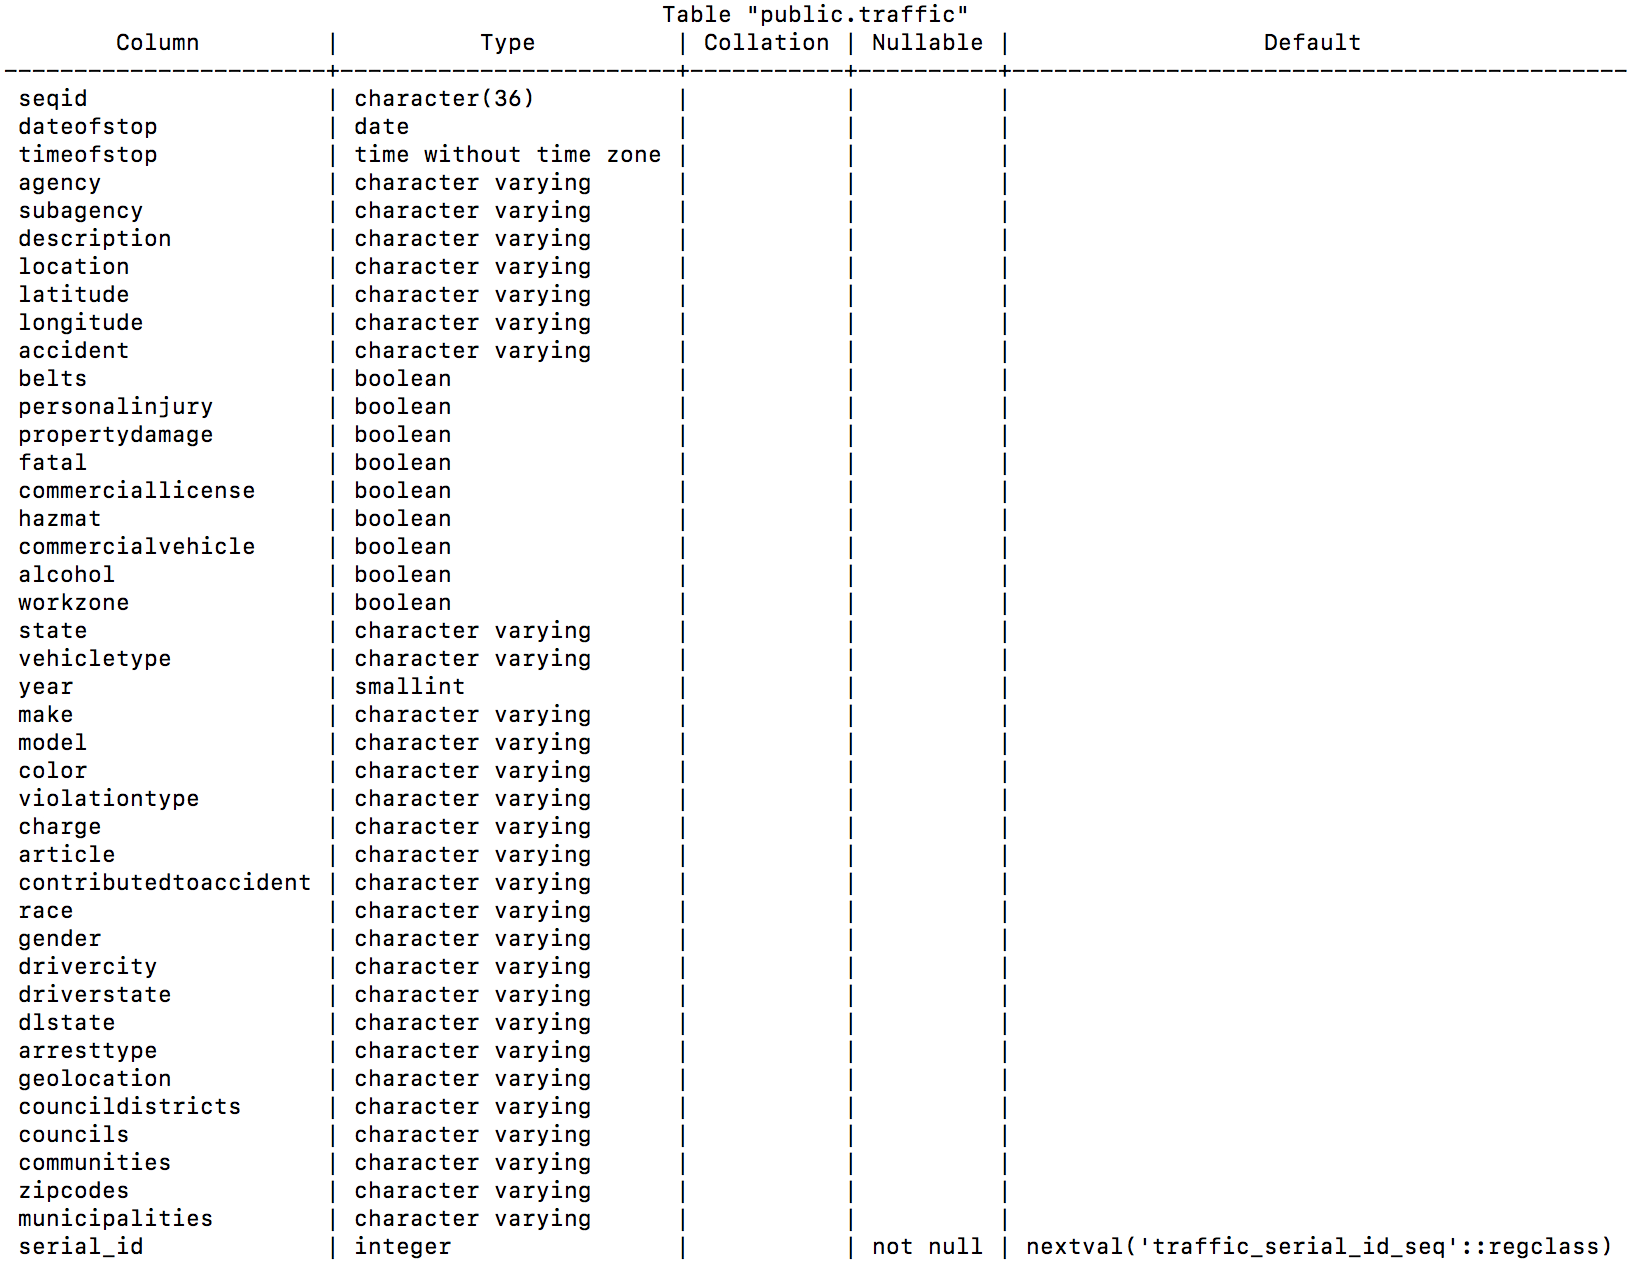 Table "public.traffic"
Column | Type | Collation | Nullable | Default
-----------------------+------------------------+-----------+----------+--------------------------------------------
seqid | character(36) | | |
dateofstop | date | | |
timeofstop | time without time zone | | |
agency | character varying | | |
subagency | character varying | | |
description | character varying | | |
location | character varying | | |
latitude | character varying | | |
longitude | character varying | | |
accident | character varying | | |
belts | boolean | | |
personalinjury | boolean | | |
propertydamage | boolean | | |
fatal | boolean | | |
commerciallicense | boolean | | |
hazmat | boolean | | |
commercialvehicle | boolean | | |
alcohol | boolean | | |
workzone | boolean | | |
state | character varying | | |
vehicletype | character varying | | |
year | smallint | | |
make | character varying | | |
model | character varying | | |
color | character varying | | |
violationtype | character varying | | |
charge | character varying | | |
article | character varying | | |
contributedtoaccident | character varying | | |
race | character varying | | |
gender | character varying | | |
drivercity | character varying | | |
driverstate | character varying | | |
dlstate | character varying | | |
arresttype | character varying | | |
geolocation | character varying | | |
councildistricts | character varying | | |
councils | character varying | | |
communities | character varying | | |
zipcodes | character varying | | |
municipalities | character varying | | |
serial_id | integer | | not null | nextval('traffic_serial_id_seq'::regclass)